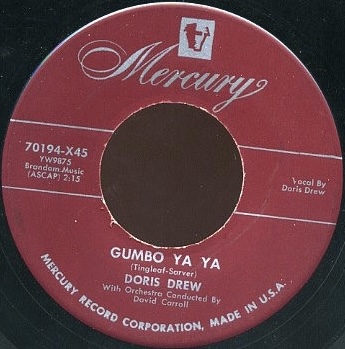 Mercury
70194-X45
YW9875
Brandom Music
(ASCAP) 2:15
Vocal By
Doris Drew
GUMBO YA YA
(Tingleaf-Sarver)
DORIS DREW
With Orchestra Conducted By
David Carroll
MERCURY RECORD CORPORATION, MADE IN U.S.A.